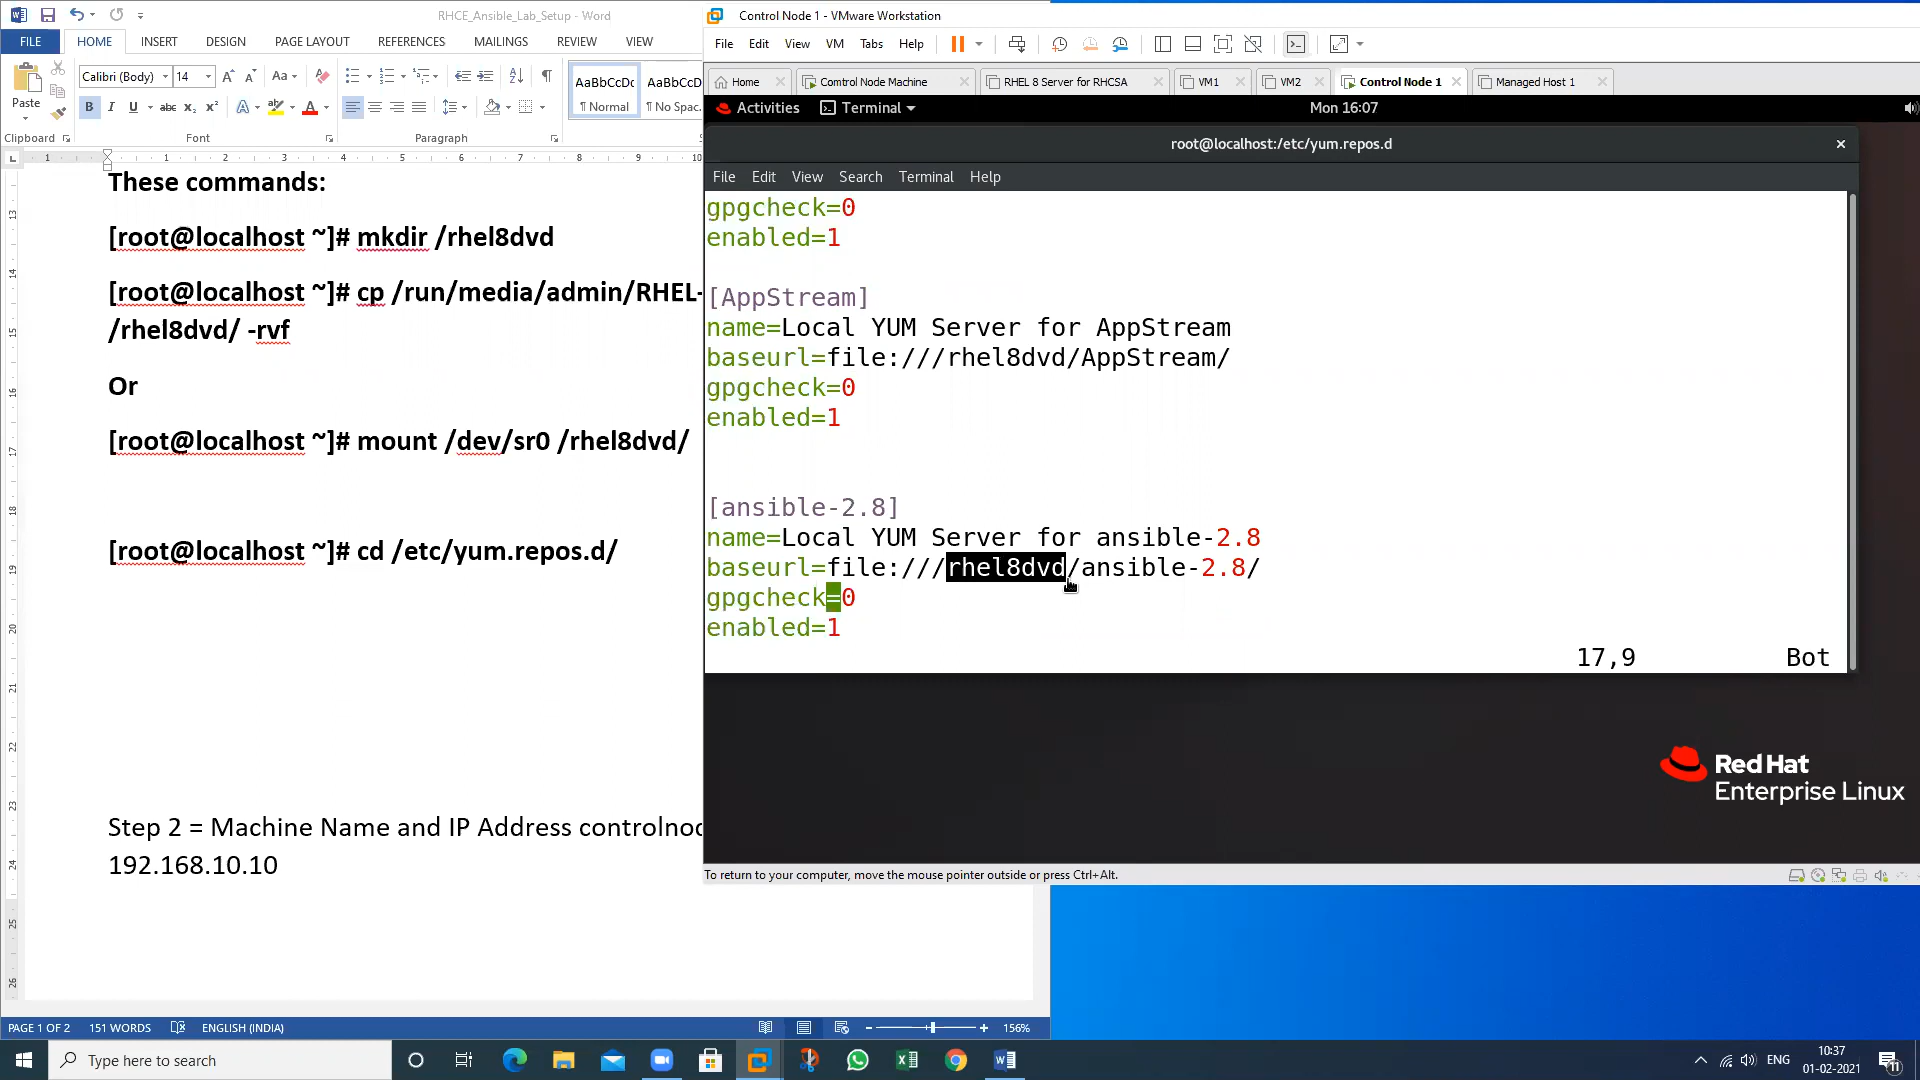 RHCE_Ansible_Lab_Setup - Word
FILE
HOME
INSERT
DESIGN
PAGE LAYOUT
REFERENCES
MAILINGS
REVIEW
VIEW
Paste
Calibri (Body)
14
Aa
B I U abc x₂ x²
A
AaBbCcDc
AaBbCcD
¶ Normal
¶ No Spac.
Clipboard
Font
Paragraph
These commands:
[root@localhost ~]# mkdir /rhel8dvd
[root@localhost ~]# cp /run/media/admin/RHEL-
/rhel8dvd/ -rvf
Or
[root@localhost ~]# mount /dev/sr0 /rhel8dvd/
[root@localhost ~]# cd /etc/yum.repos.d/
Step 2 = Machine Name and IP Address controlnod
192.168.10.10
PAGE 1 OF 2
151 WORDS
ENGLISH (INDIA)
156%
Control Node 1 - VMware Workstation
File Edit View VM Tabs Help
Home
Comtrol Node Machine
RHEL 8 Server for RHCSA
VM1
VM2
Control Node 1
Managed Host 1
Activities
Terminal
Mon 16:07
root@localhost:/etc/yum.repos.d
File Edit View Search Terminal Help
gpgcheck=0
enabled=1
[AppStream]
name=Local YUM Server for AppStream
baseurl=file:///rhel8dvd/AppStream/
gpgcheck=0
enabled=1
[ansible-2.8]
name=Local YUM Server for ansible-2.8
baseurl=file:///rhel8dvd/ansible-2.8/
gpgcheck=0
enabled=1
17,9
Bot
Red Hat
Enterprise Linux
To return to your computer, move the mouse pointer outside or press Ctrl+Alt.
Type here to search
ENG
10:37
01-02-2021
11